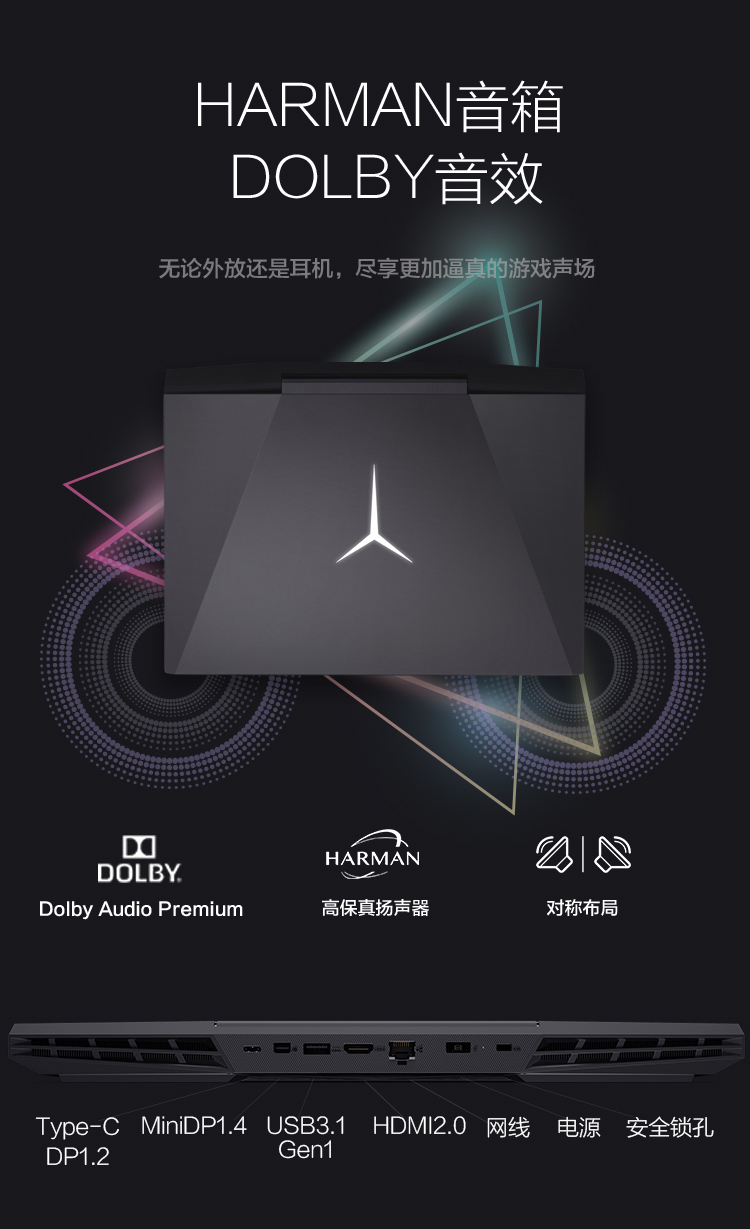 HARMAN音箱
DOLBY音效
无论外放还是耳机，尽享更加逼真的游戏声场
DOLBY
HARMAN
Dolby Audio Premium
高保真扬声器
对称布局
Type-C MiniDP1.4 USB3.1 HDMI2.0 网线 电源 安全锁孔
DP1.2 Gen1